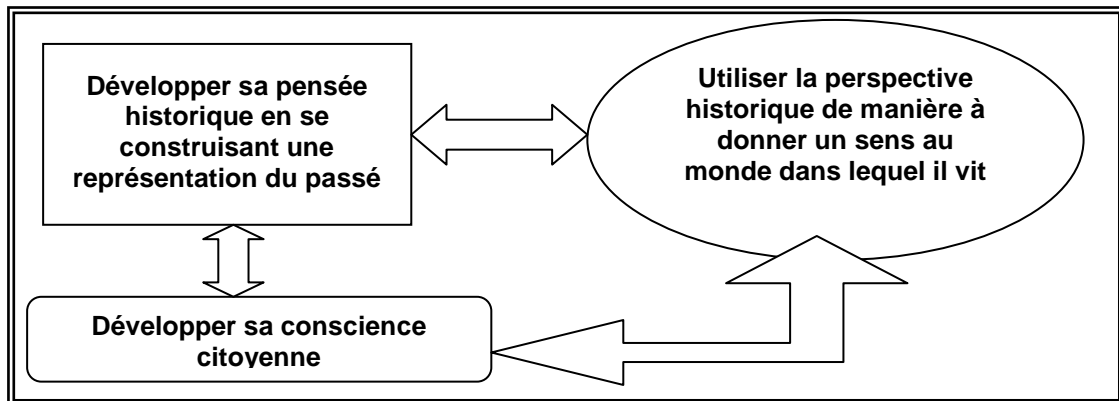 Développer sa pensée
historique en se
construisant une
représentation du passé
Utiliser la perspective
historique de manière à
donner un sens au
monde dans lequel il vit
Développer sa conscience
citoyenne